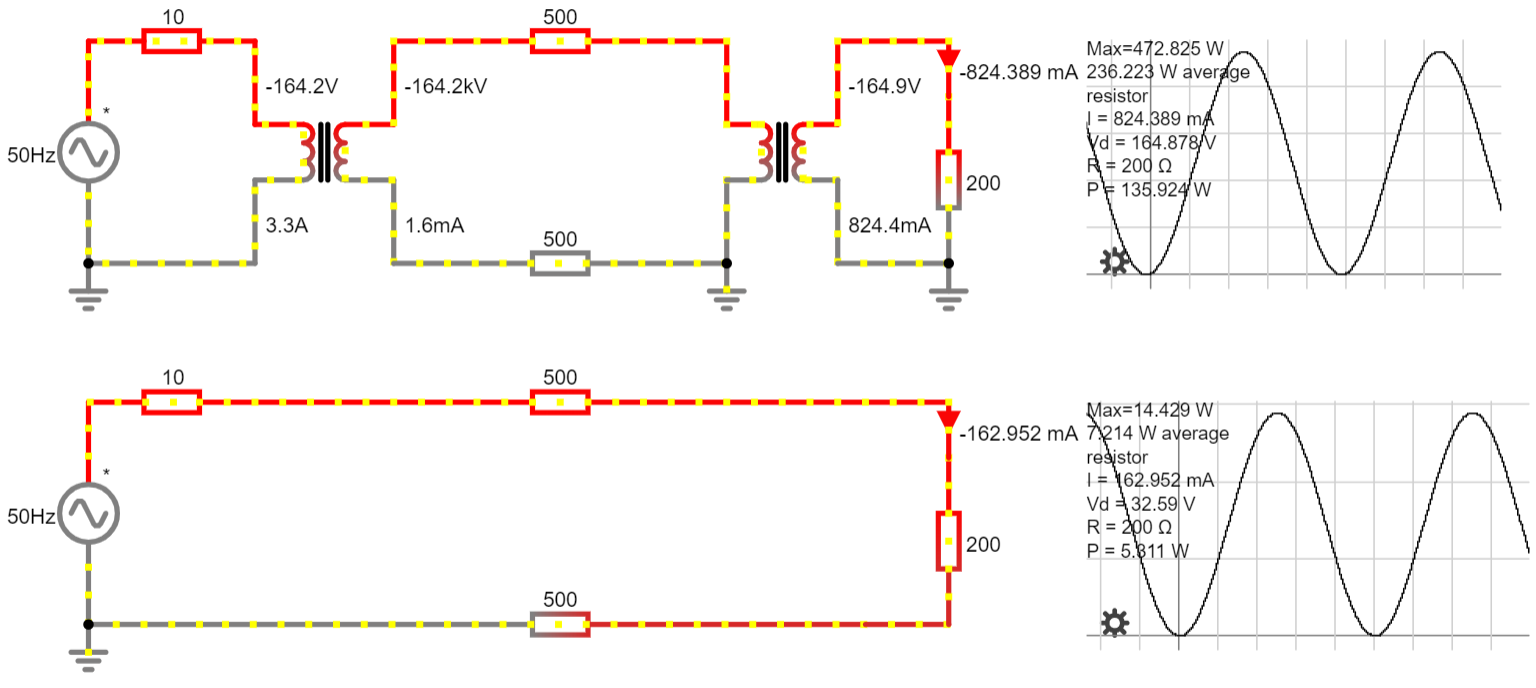 10
500
-164.2V
-164.2kV
-164.9V
-824.389 mA
*
50Hz
200
3.3A
1.6mA
500
824.4mA
Max=472.825 W
236.223 W average
resistor
I = 824.389 mA
Vd = 164.878 V
R = 200 Ω
P = 135.924 W
10
500
-162.952 mA
*
50Hz
200
500
Max=14.429 W
7.214 W average
resistor
I = 162.952 mA
Vd = 32.59 V
R = 200 Ω
P = 5.311 W